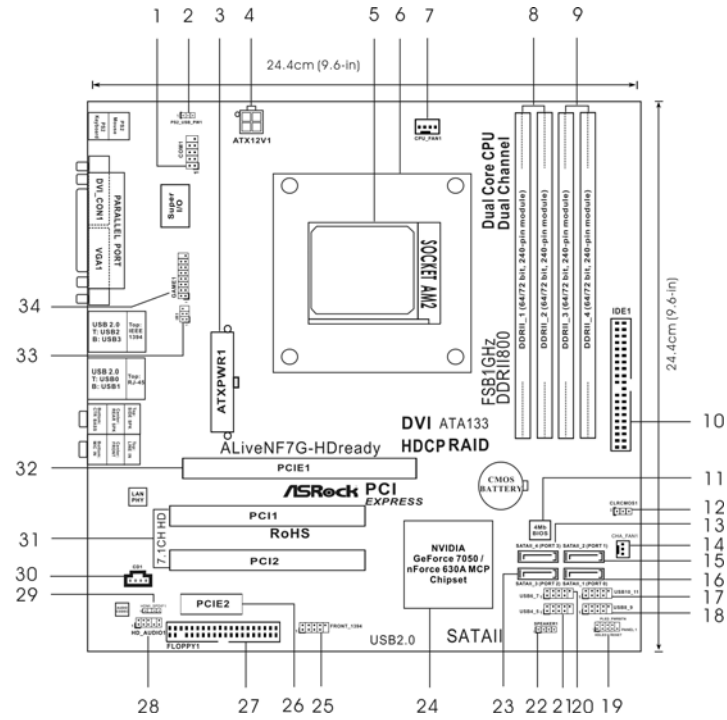 1 2 3 4 5 6 7 8 9
24.4cm (9.6-in)
24.4cm (9.6-in)
PS2 Mouse
PS2 Keyboard
PS2_USB_PW1
ATX12V1
CPU_FAN1
COM1
Super I/O
DVI_CON1
PARALLEL PORT
VGA1
GAME1
34
33
USB 2.0
T: USB2
B: USB3
Top:
IEEE
1394
USB 2.0
T: USB0
B: USB1
Top:
RJ-45
ATXPWR1
SOCKET AM2
Dual Core CPU
Dual Channel
FSB1GHz
DDRII800
DDRII_1 (64/72 bit, 240-pin module)
DDRII_2 (64/72 bit, 240-pin module)
DDRII_3 (64/72 bit, 240-pin module)
DDRII_4 (64/72 bit, 240-pin module)
IDE1
10
DVI ATA133
HDCP RAID
ALiveNF7G-HDready
32
PCIE1
ASRock PCI
EXPRESS
CMOS
BATTERY
LAN
PHY
31
7.1CH HD
PCI1
RoHS
PCI2
30
CD1
29
PCIE2
HD_AUDIO1
FLOPPY1
FRONT_1394
USB2.0
SATAII
NVIDIA
GeForce 7050 /
nForce 630A MCP
Chipset
4Mb
BIOS
11
CLRCMOS1
12
13
CHA_FAN1
14
SATAII_4 (PORT 3)
SATAII_2 (PORT 1)
15
SATAII_3 (PORT 2)
SATAII_1 (PORT 0)
16
USB6_7
USB10_11
17
USB4_5
USB8_9
18
SPEAKER1
PANEL 1
28 27 26 25 24 23 22 21 20 19